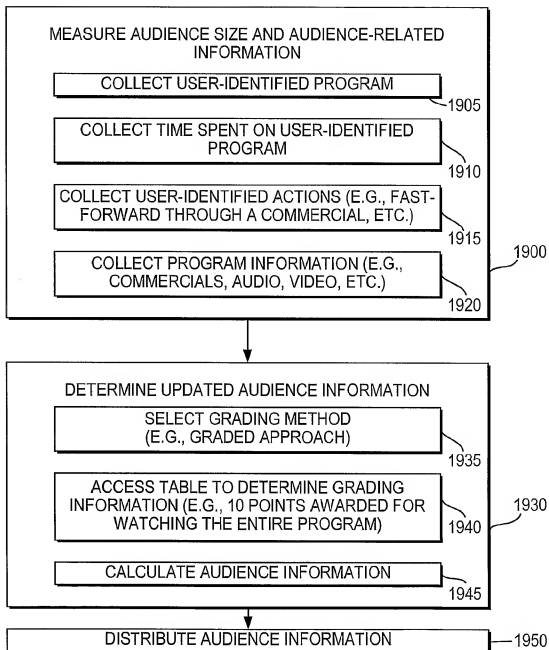 MEASURE AUDIENCE SIZE AND AUDIENCE-RELATED
INFORMATION
COLLECT USER-IDENTIFIED PROGRAM
1905
COLLECT TIME SPENT ON USER-IDENTIFIED
PROGRAM
1910
COLLECT USER-IDENTIFIED ACTIONS (E.G., FAST-
FORWARD THROUGH A COMMERCIAL, ETC.)
1915
1900
COLLECT PROGRAM INFORMATION (E.G.,
COMMERCIALS, AUDIO, VIDEO, ETC.)
1920
DETERMINE UPDATED AUDIENCE INFORMATION
SELECT GRADING METHOD
(E.G., GRADED APPROACH)
1935
ACCESS TABLE TO DETERMINE GRADING
INFORMATION (E.G., 10 POINTS AWARDED FOR
WATCHING THE ENTIRE PROGRAM)
1940
1930
CALCULATE AUDIENCE INFORMATION
1945
DISTRIBUTE AUDIENCE INFORMATION
1950